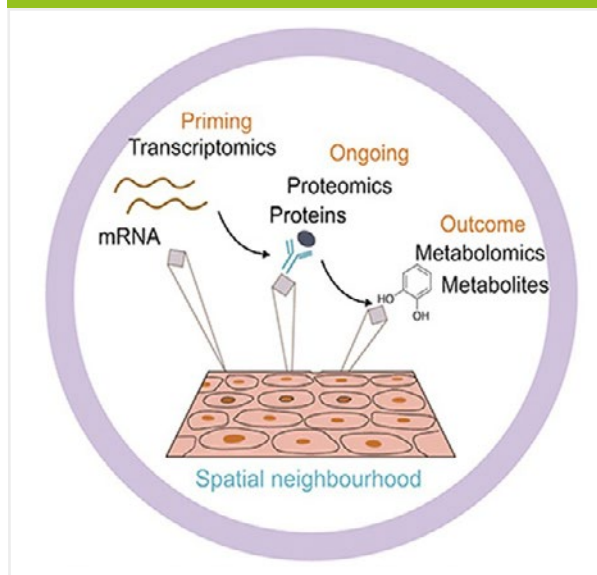 Priming
Transcriptomics
mRNA
Ongoing
Proteomics
Proteins
Outcome
Metabolomics
Metabolites
HO
OH
Spatial neighbourhood